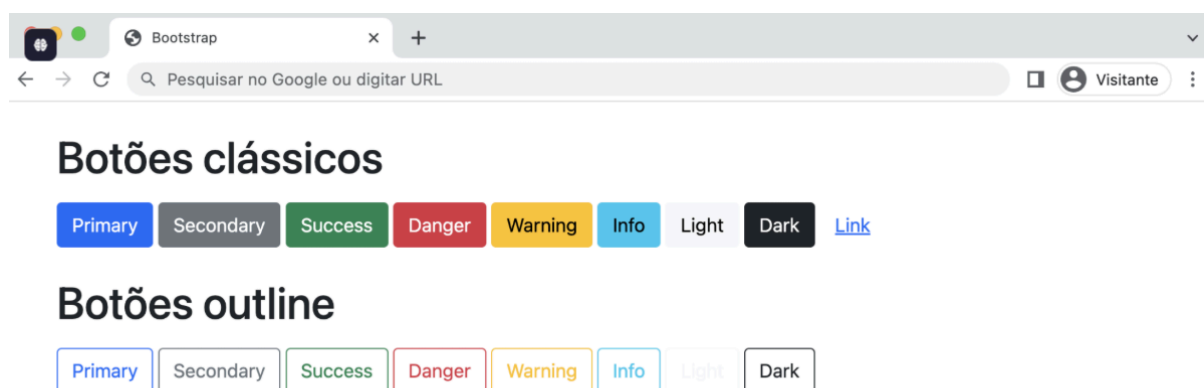 Bootstrap
Pesquisar no Google ou digitar URL
Visitante
Botões clássicos
Primary Secondary Success Danger Warning Info Light Dark Link
Botões outline
Primary Secondary Success Danger Warning Info Light Dark